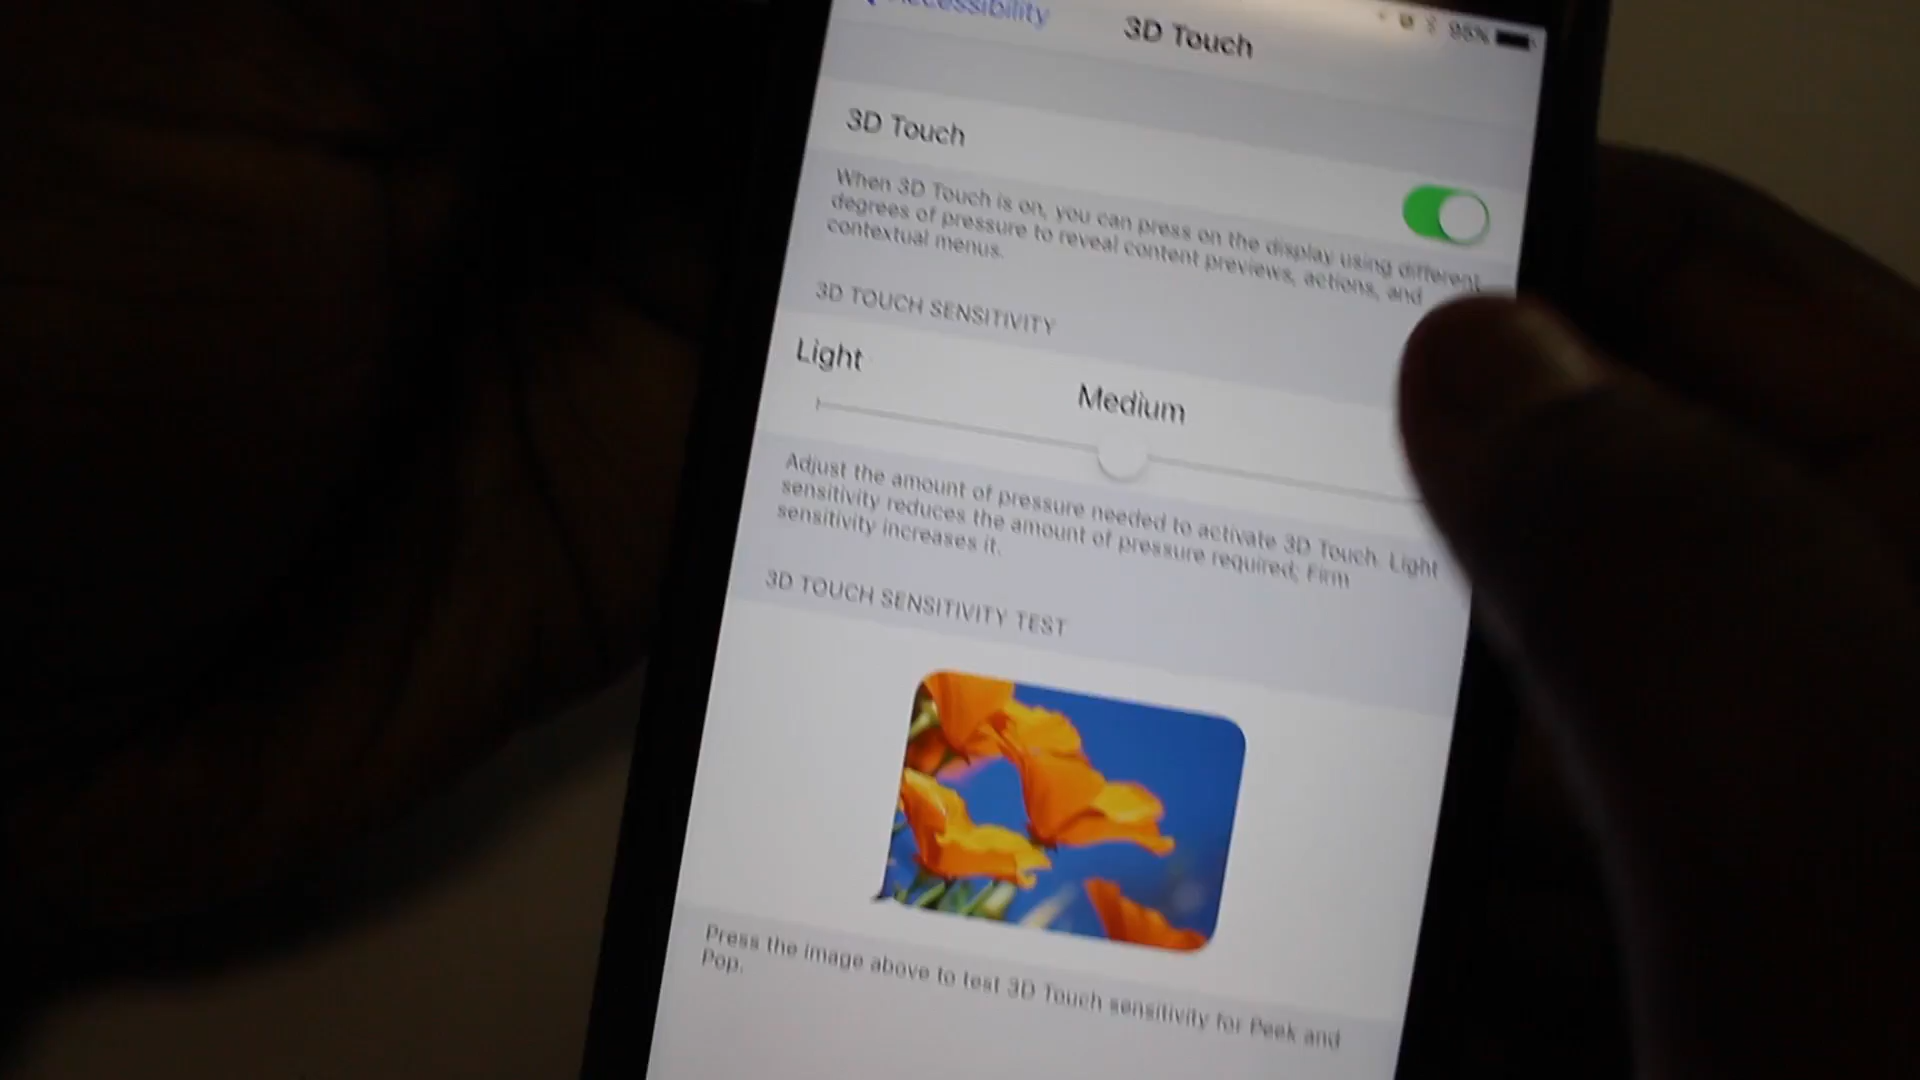 Accessibility
3D Touch
95%
3D Touch
When 3D Touch is on, you can press on the display using different
degrees of pressure to reveal content previews, actions, and
contextual menus.
3D TOUCH SENSITIVITY
Light
Medium
Adjust the amount of pressure needed to activate 3D Touch. Light
sensitivity reduces the amount of pressure required; Firm
sensitivity increases it.
3D TOUCH SENSITIVITY TEST
Press the image above to test 3D Touch sensitivity for Peek and
Pop.